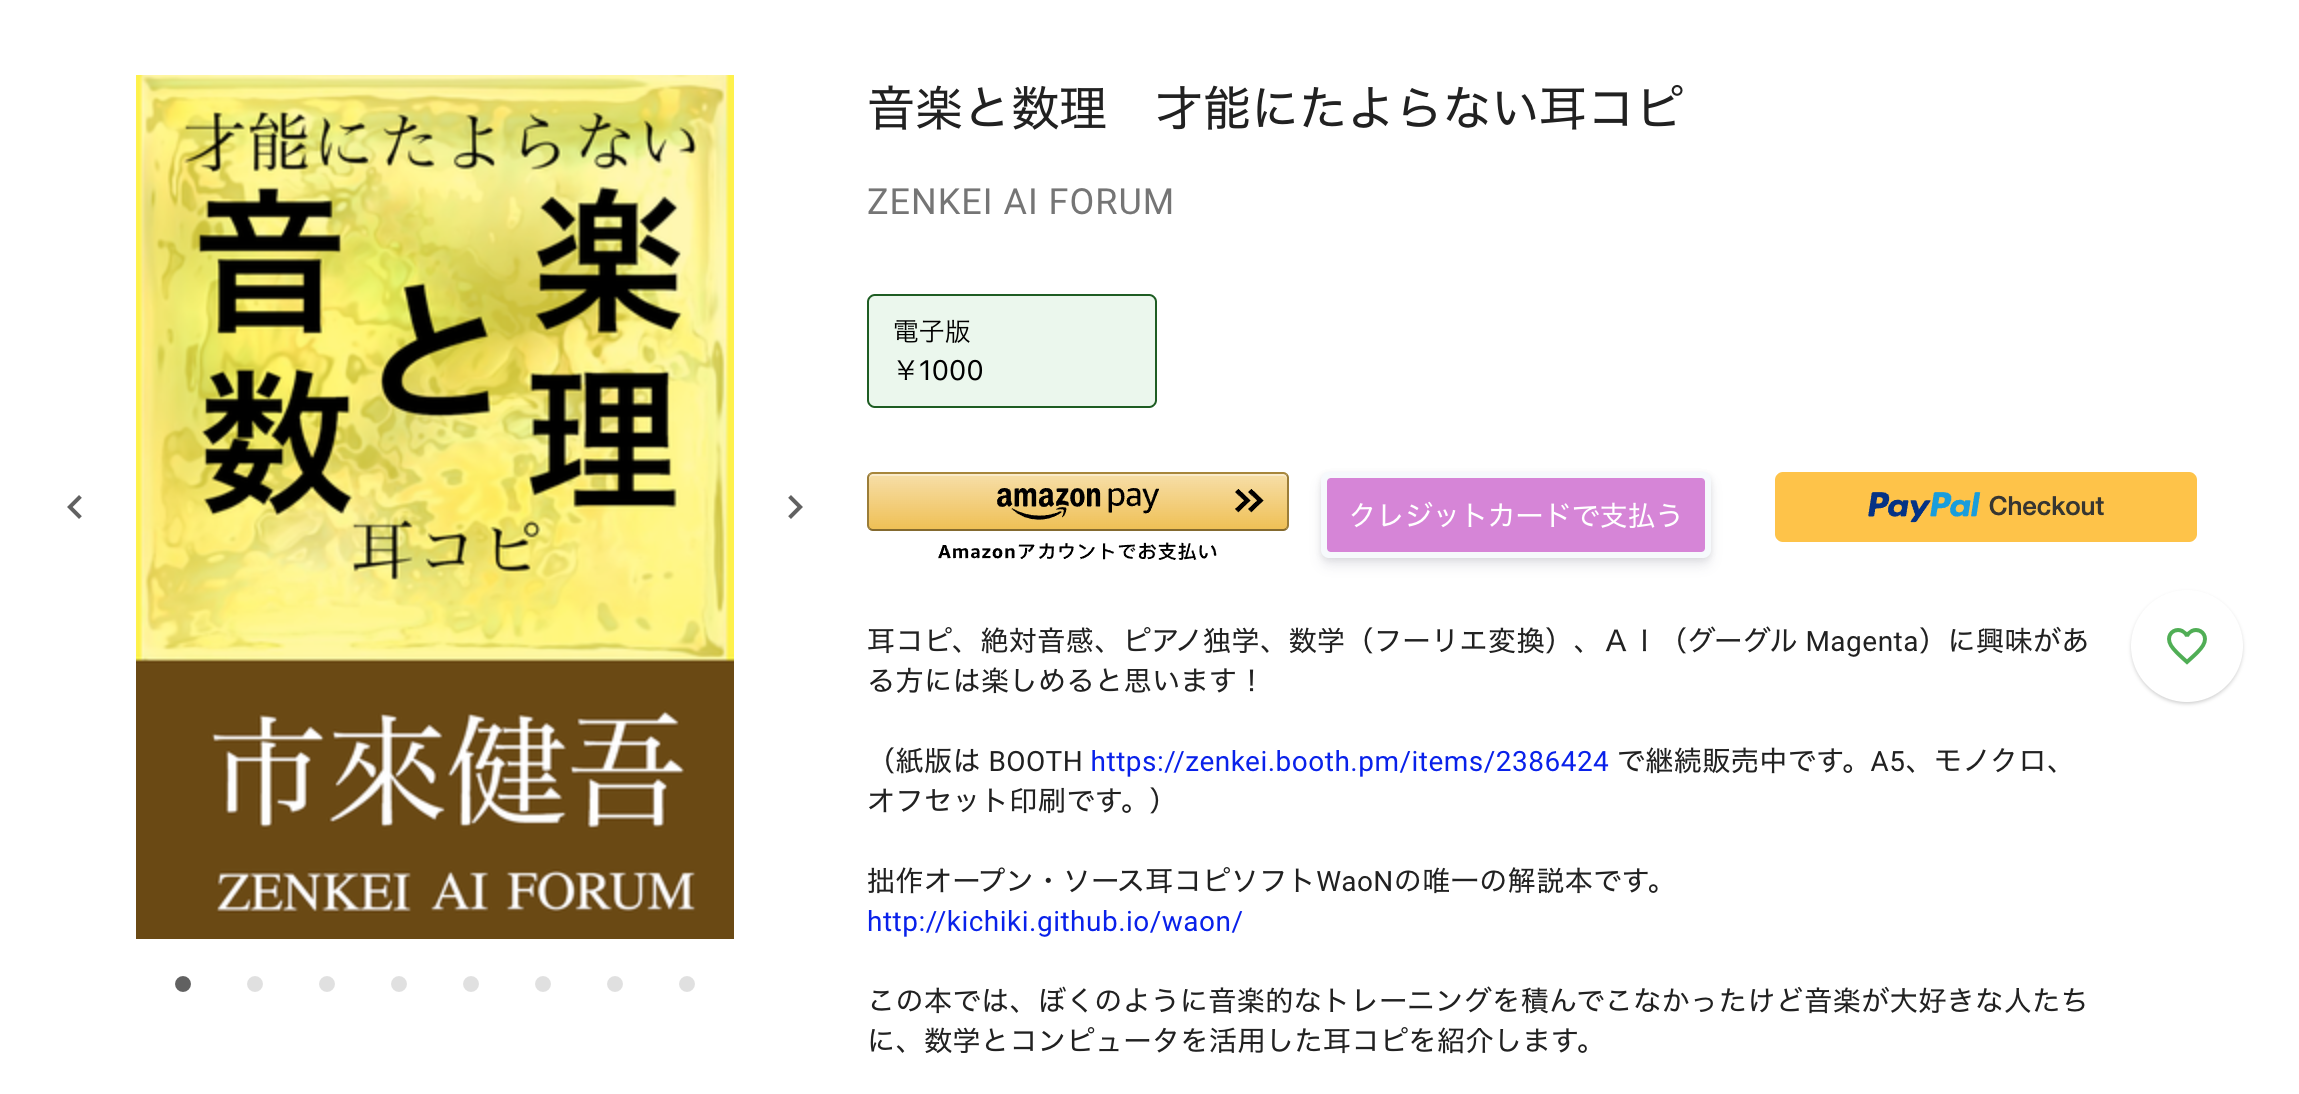 才能にたよらない
音楽
と
数理
耳コピ
市來健吾
ZENKEI AI FORUM
音楽と数理　才能にたよらない耳コピ
ZENKEI AI FORUM
電子版
￥1000
amazon pay
Amazonアカウントでお支払い
クレジットカードで支払う
PayPal Checkout
耳コピ、絶対音感、ピアノ独学、数学（フーリエ変換）、ＡＩ（グーグル Magenta）に興味があ
る方には楽しめると思います！
（紙版は BOOTH https://zenkei.booth.pm/items/2386424 で継続販売中です。A5、モノクロ、
オフセット印刷です。）
拙作オープン・ソース耳コピソフトWaoNの唯一の解説本です。
http://kichiki.github.io/waon/
この本では、ぼくのように音楽的なトレーニングを積んでこなかったけど音楽が大好きな人たち
に、数学とコンピュータを活用した耳コピを紹介します。